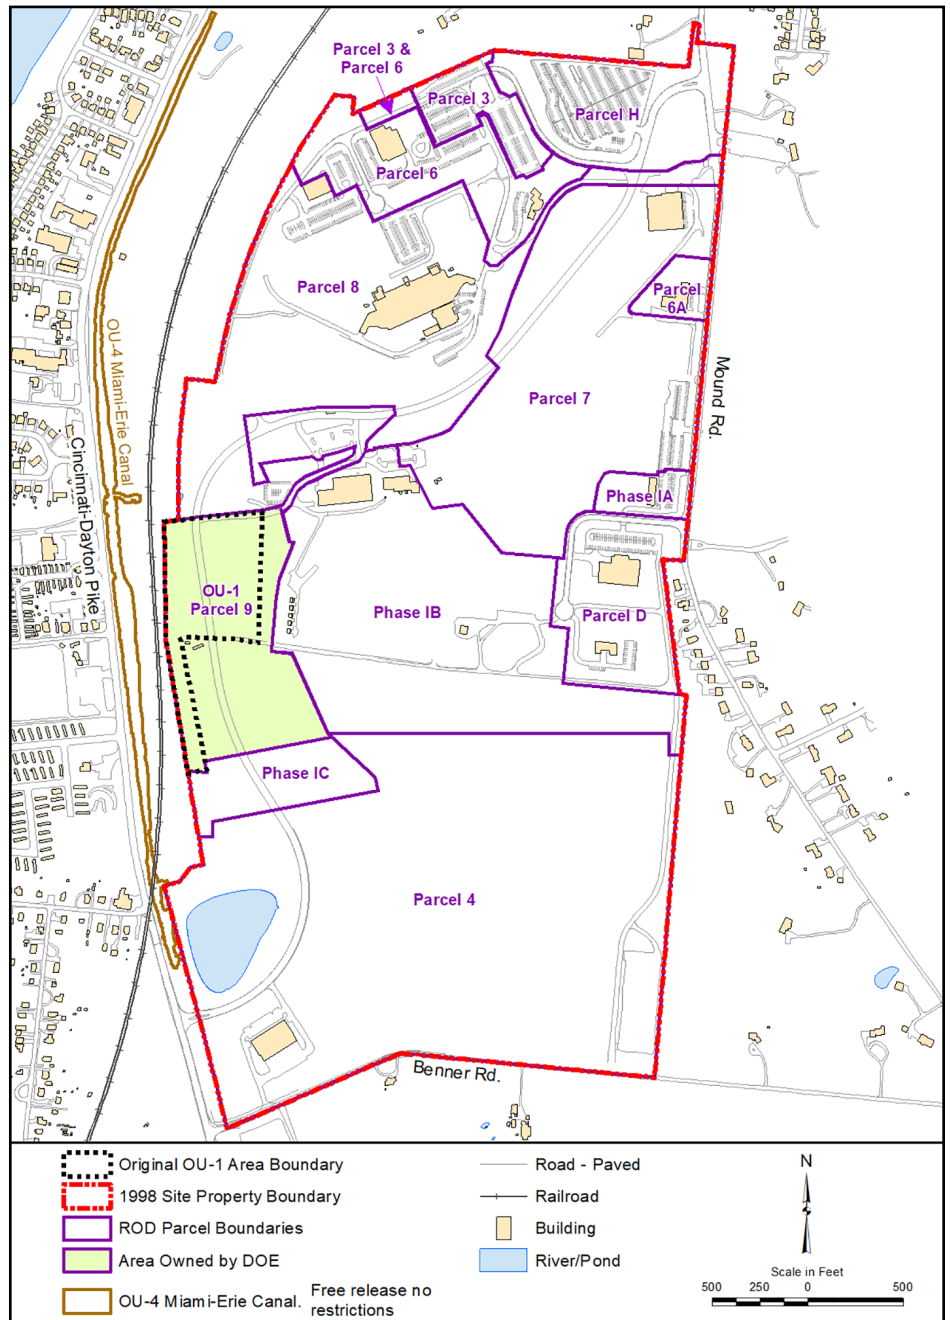 Parcel 3 &
Parcel 6
Parcel 3
Parcel H
Parcel 6
Parcel 8
Parcel
6A
OU-4 Miami-Erie Canal
Mound Rd.
Parcel 7
Cincinnati-Dayton Pike
Phase IA
OU-1
Parcel 9
Phase IB
Parcel D
Phase IC
Parcel 4
Benner Rd.
Original OU-1 Area Boundary
1998 Site Property Boundary
ROD Parcel Boundaries
Area Owned by DOE
OU-4 Miami-Erie Canal. Free release no
restrictions
Road - Paved
Railroad
Building
River/Pond
N
Scale in Feet
500 250 0 500